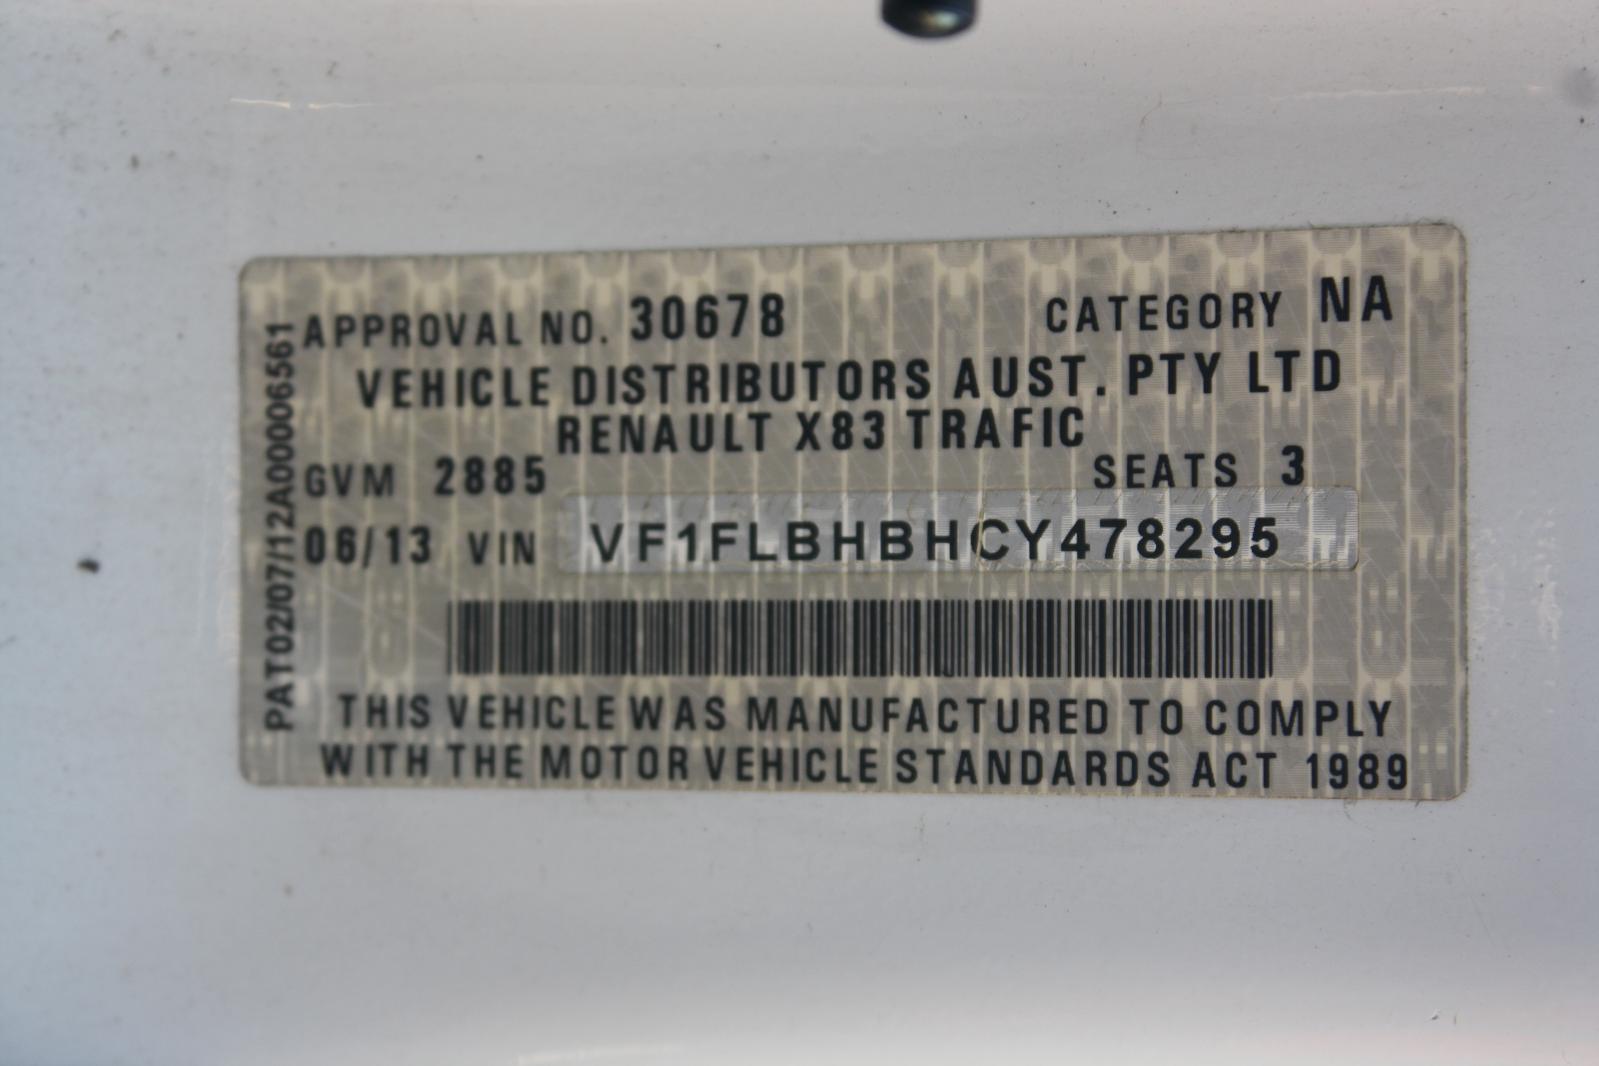 APPROVAL NO. 30678 CATEGORY NA
VEHICLE DISTRIBUTORS AUST. PTY LTD
RENAULT X83 TRAFIC
GVM 2885 SEATS 3
06/13 VIN VF1FLBHBHCY478295
THIS VEHICLE WAS MANUFACTURED TO COMPLY
WITH THE MOTOR VEHICLE STANDARDS ACT 1989
PAT02/07/12A00006561